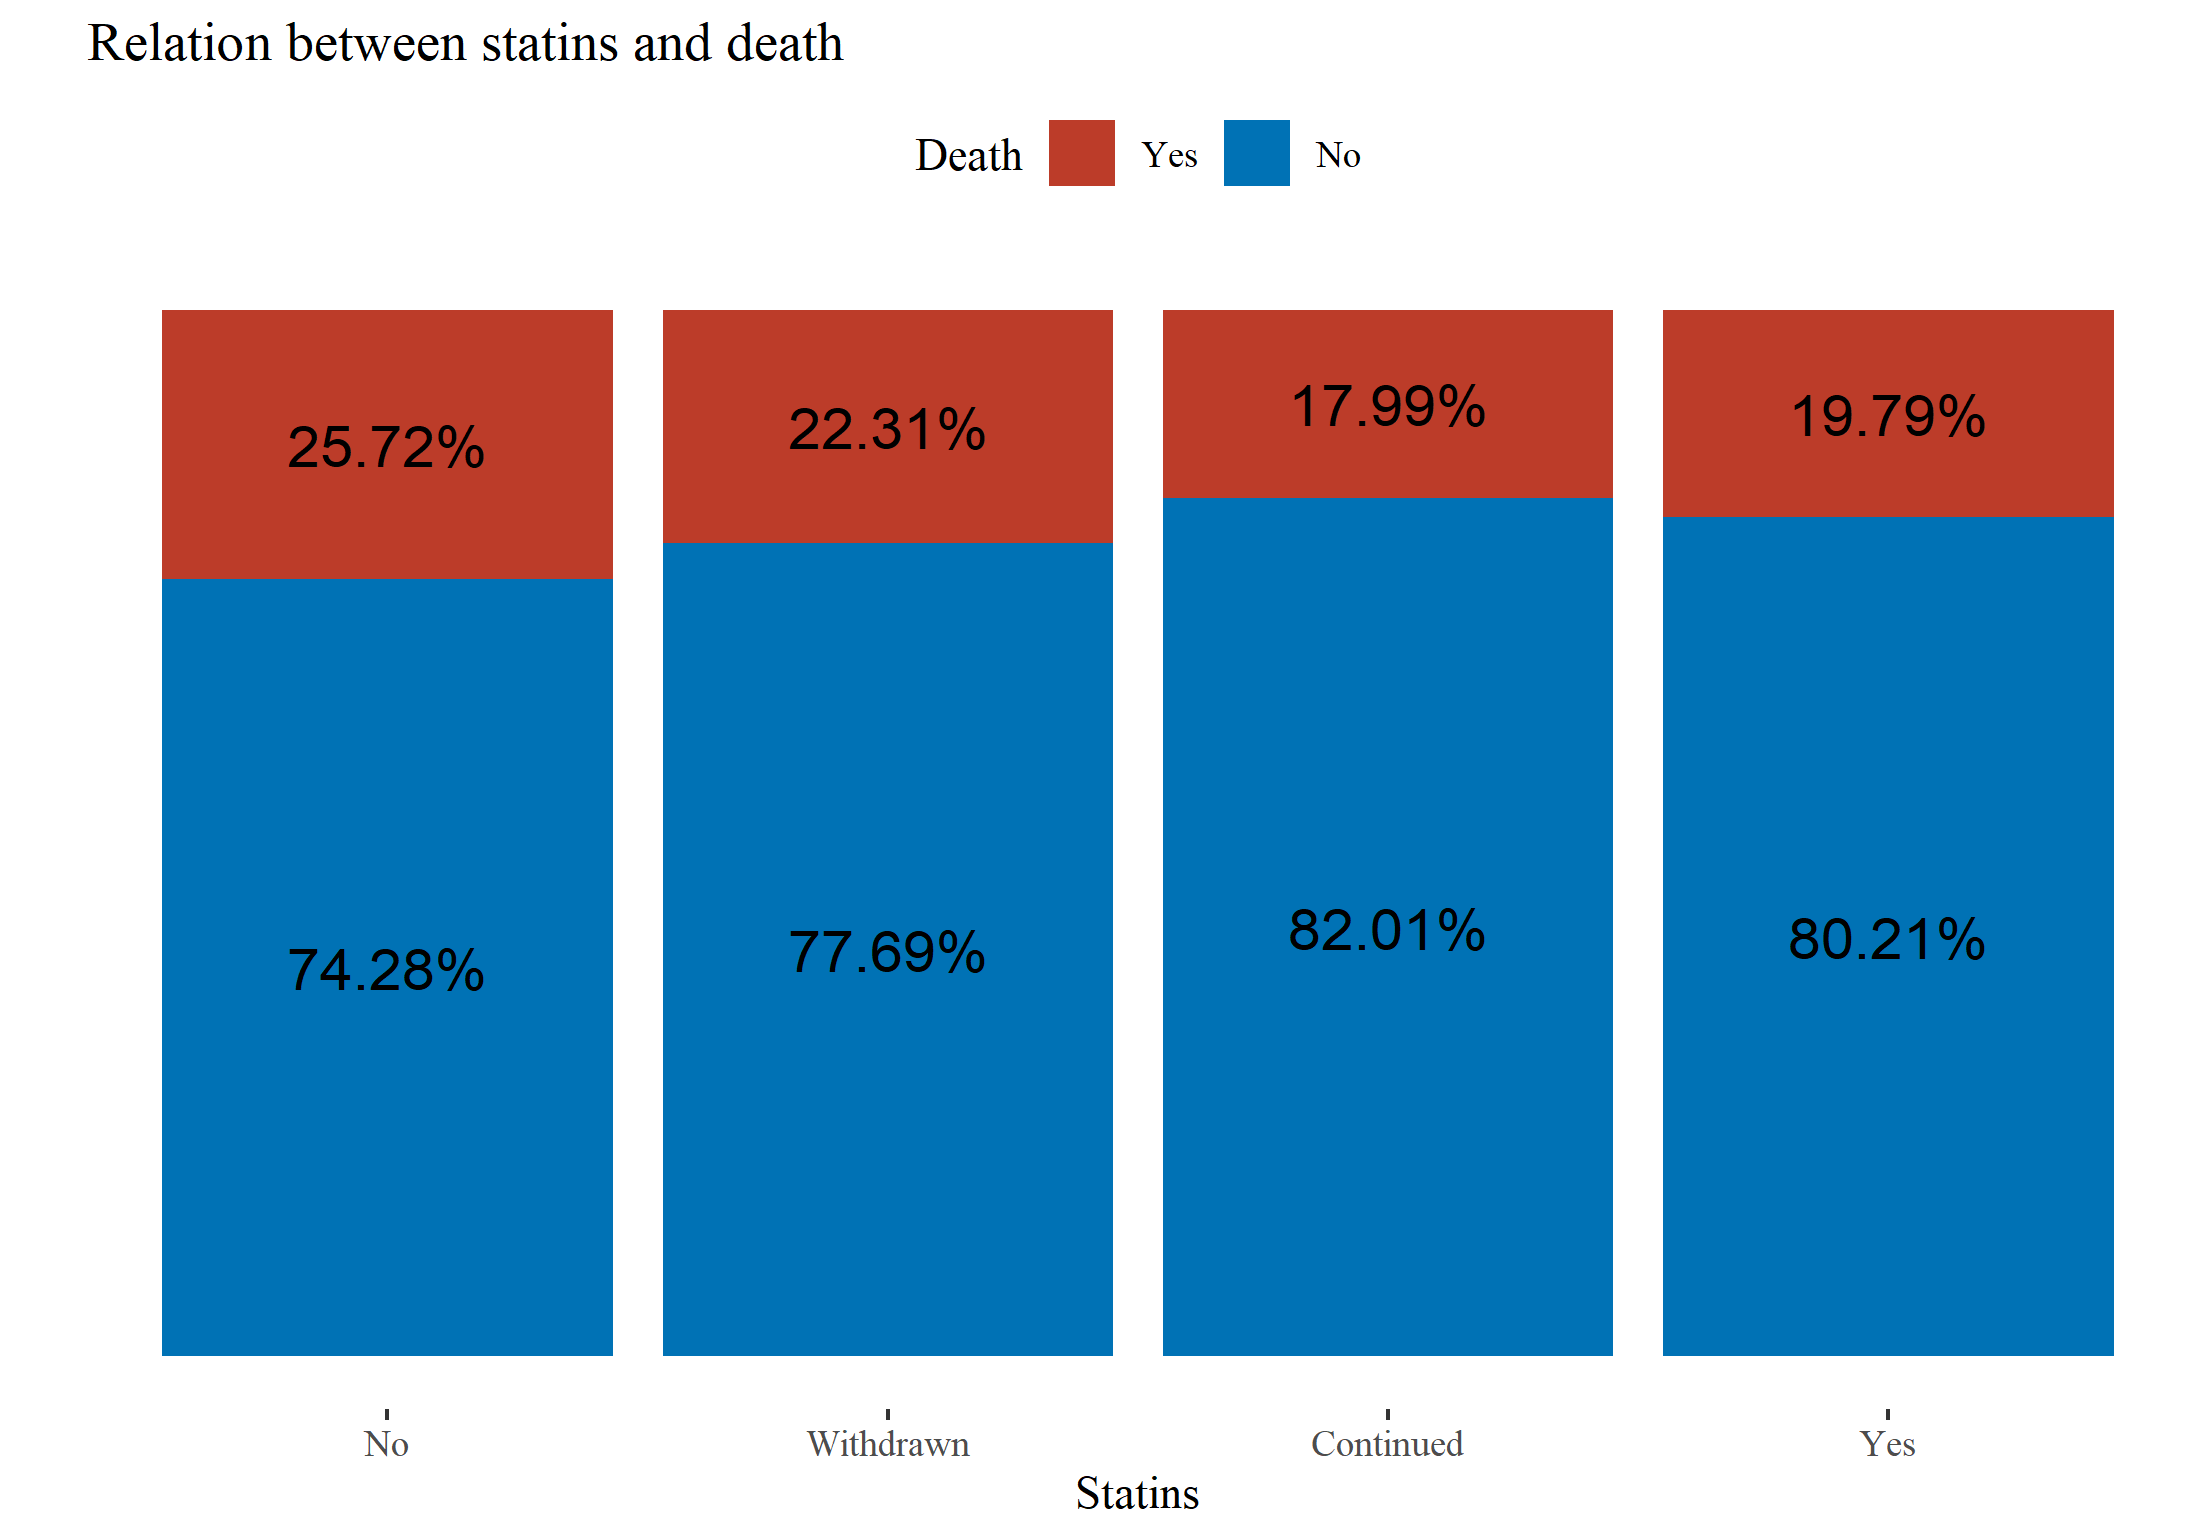 Relation between statins and death
Death Yes No
25.72% 22.31% 17.99% 19.79%
74.28% 77.69% 82.01% 80.21%
No Withdrawn Continued Yes
Statins